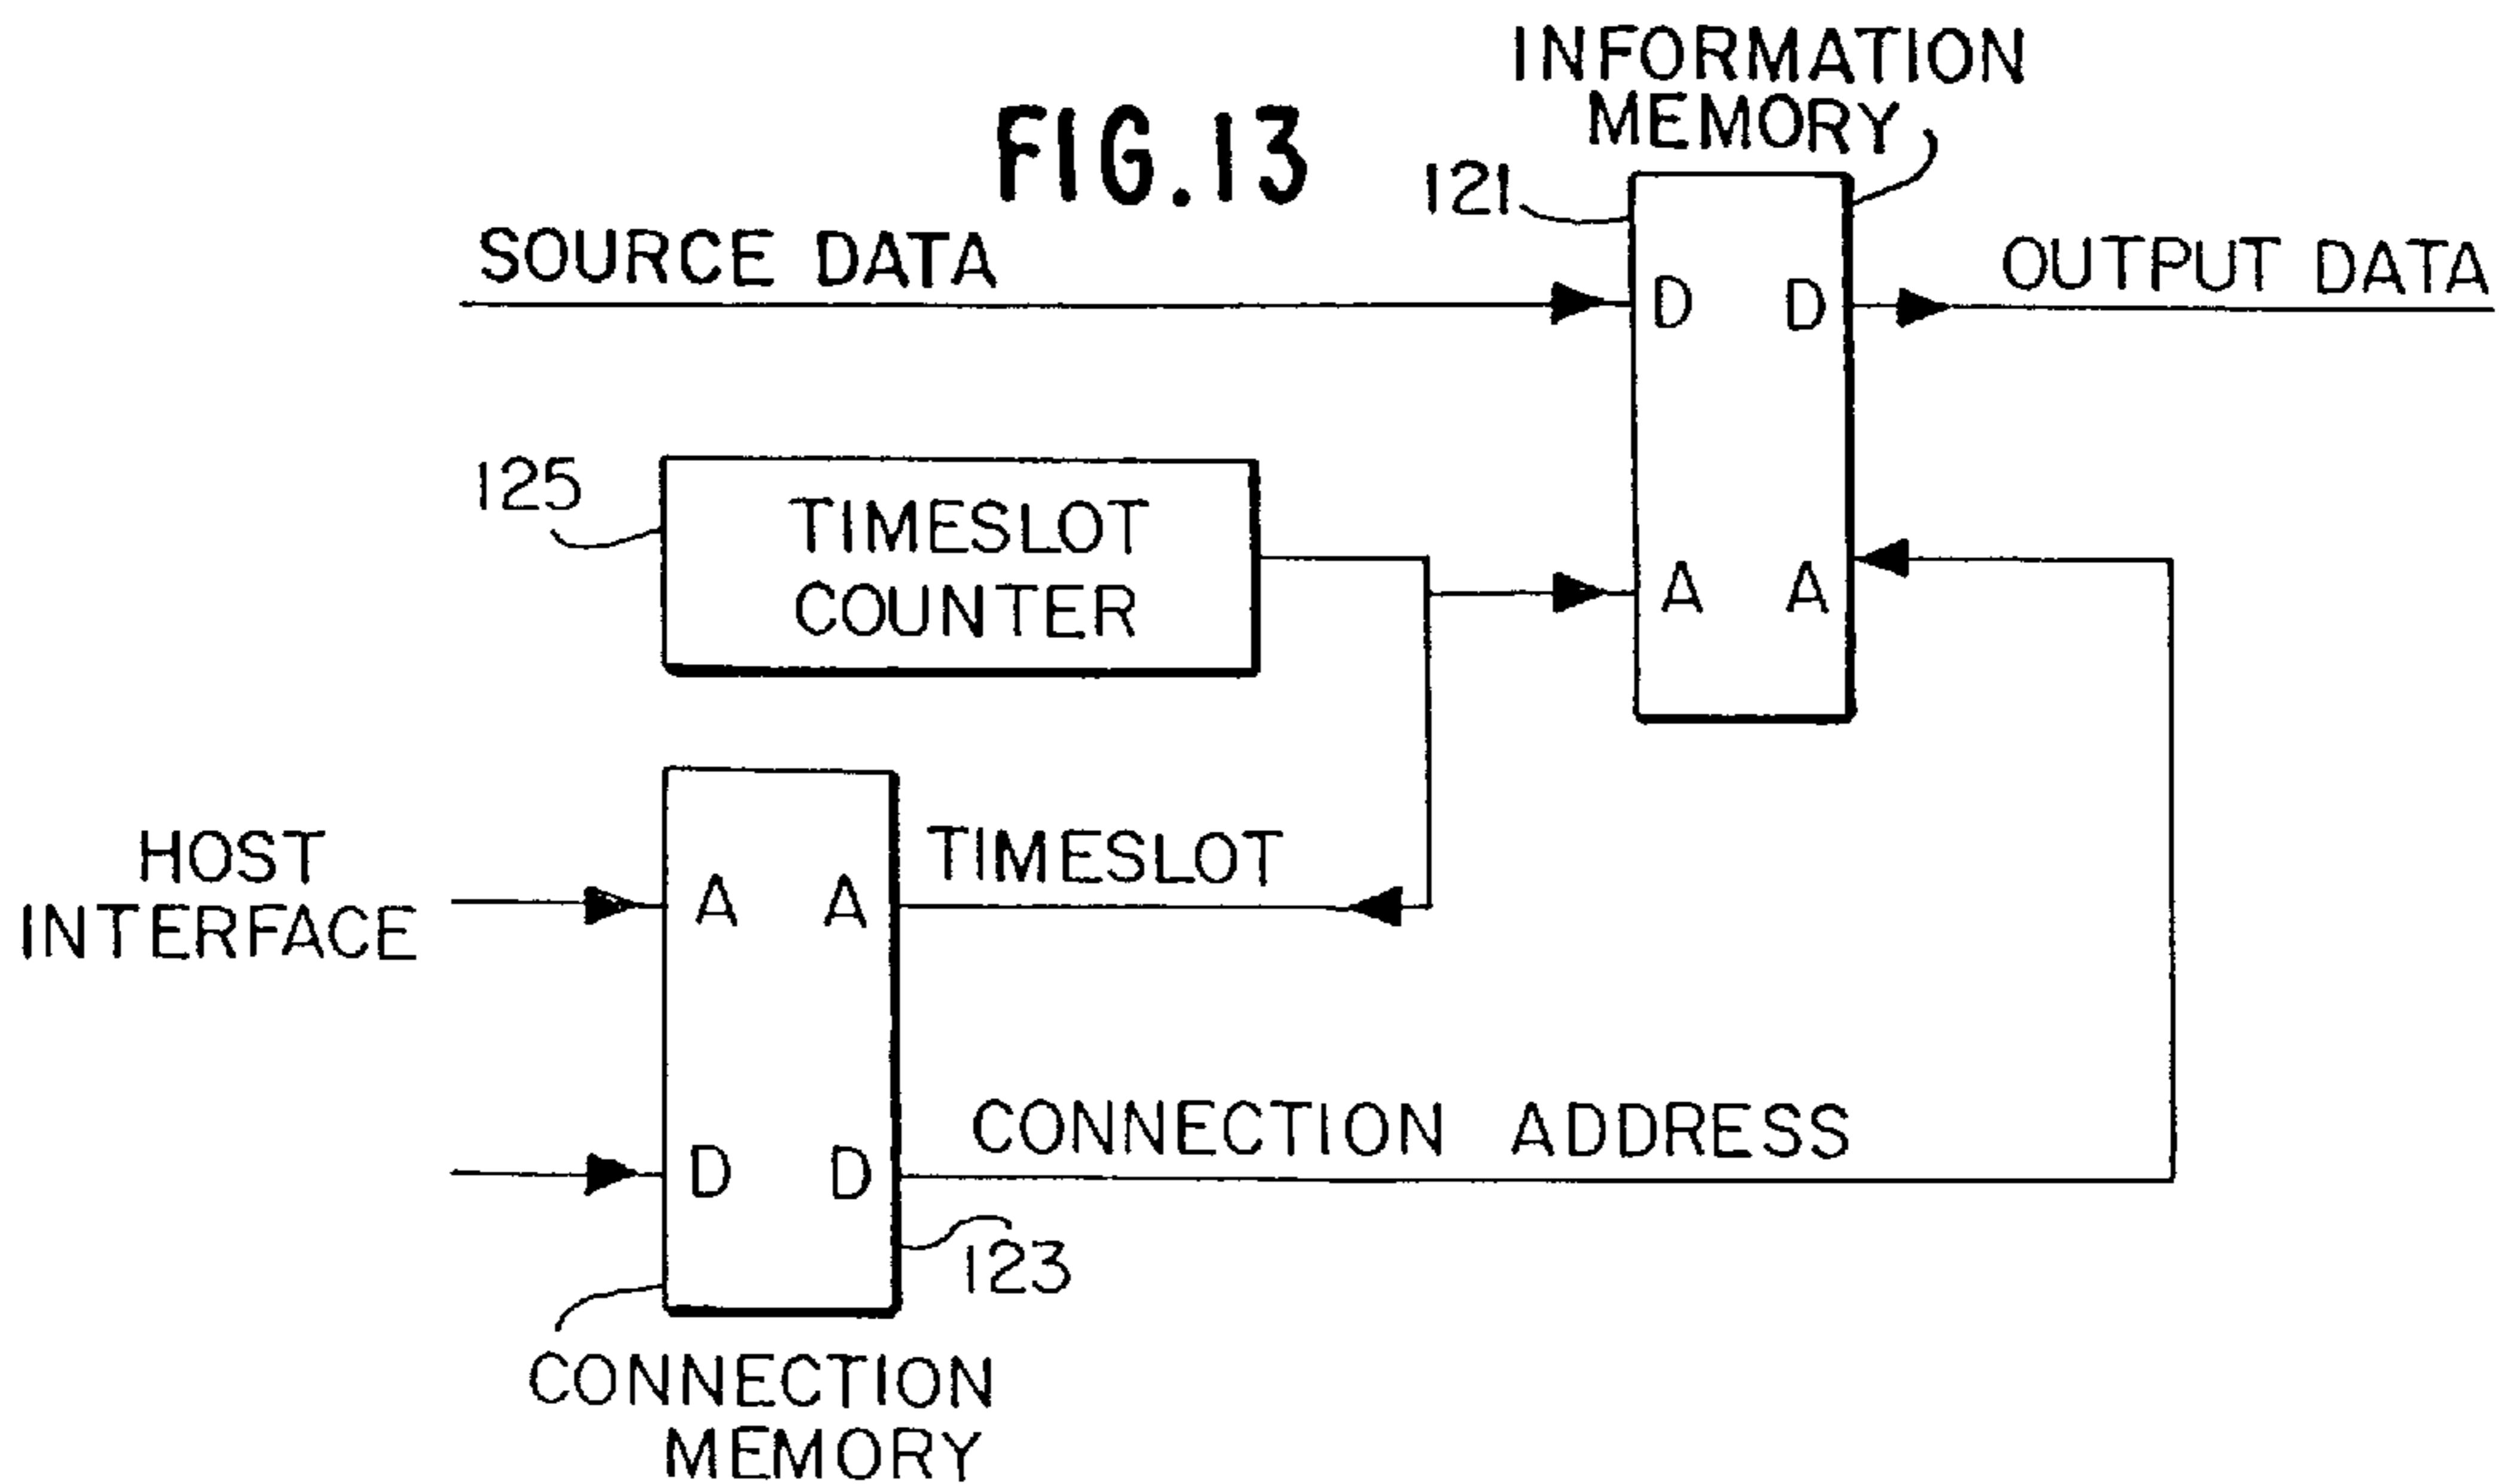 FIG.13
INFORMATION
MEMORY
121
SOURCE DATA
OUTPUT DATA
D D
125
TIMESLOT
COUNTER
A A
HOST
INTERFACE
TIMESLOT
A A
CONNECTION ADDRESS
D D
123
CONNECTION
MEMORY